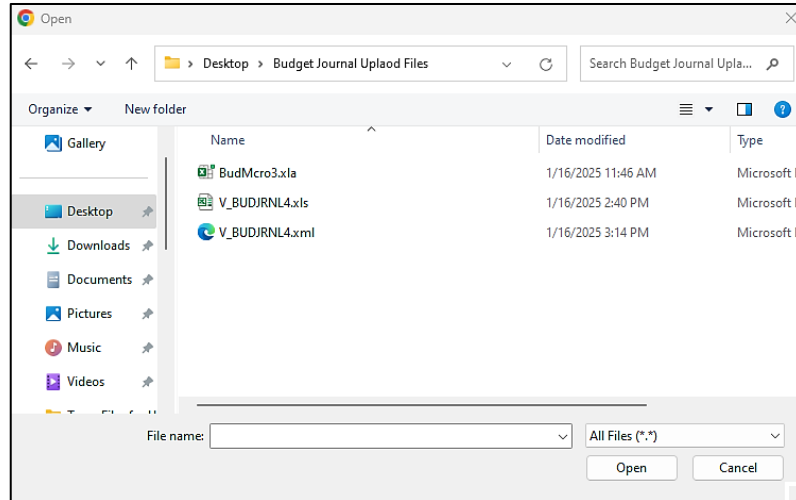 Open
Desktop > Budget Journal Uplaod Files
Search Budget Journal Upla...
Organize
New folder
Gallery
Name
Date modified
Type
BudMcro3.xla
1/16/2025 11:46 AM
Microsoft
Desktop
V_BUDJRNL4.xls
1/16/2025 2:40 PM
Microsoft
Downloads
V_BUDJRNL4.xml
1/16/2025 3:14 PM
Microsoft
Documents
Pictures
Music
Videos
File name:
All Files (*.*)
Open
Cancel